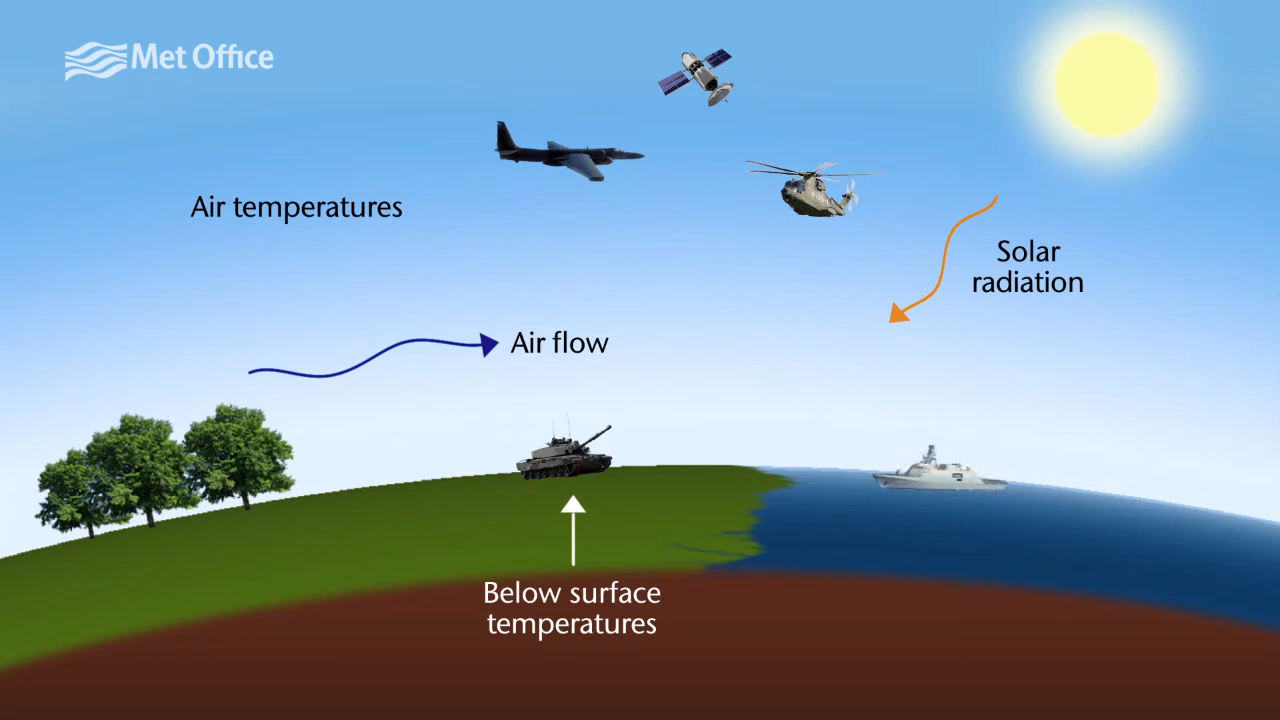 Met Office
Air temperatures
Solar
radiation
Air flow
Below surface
temperatures